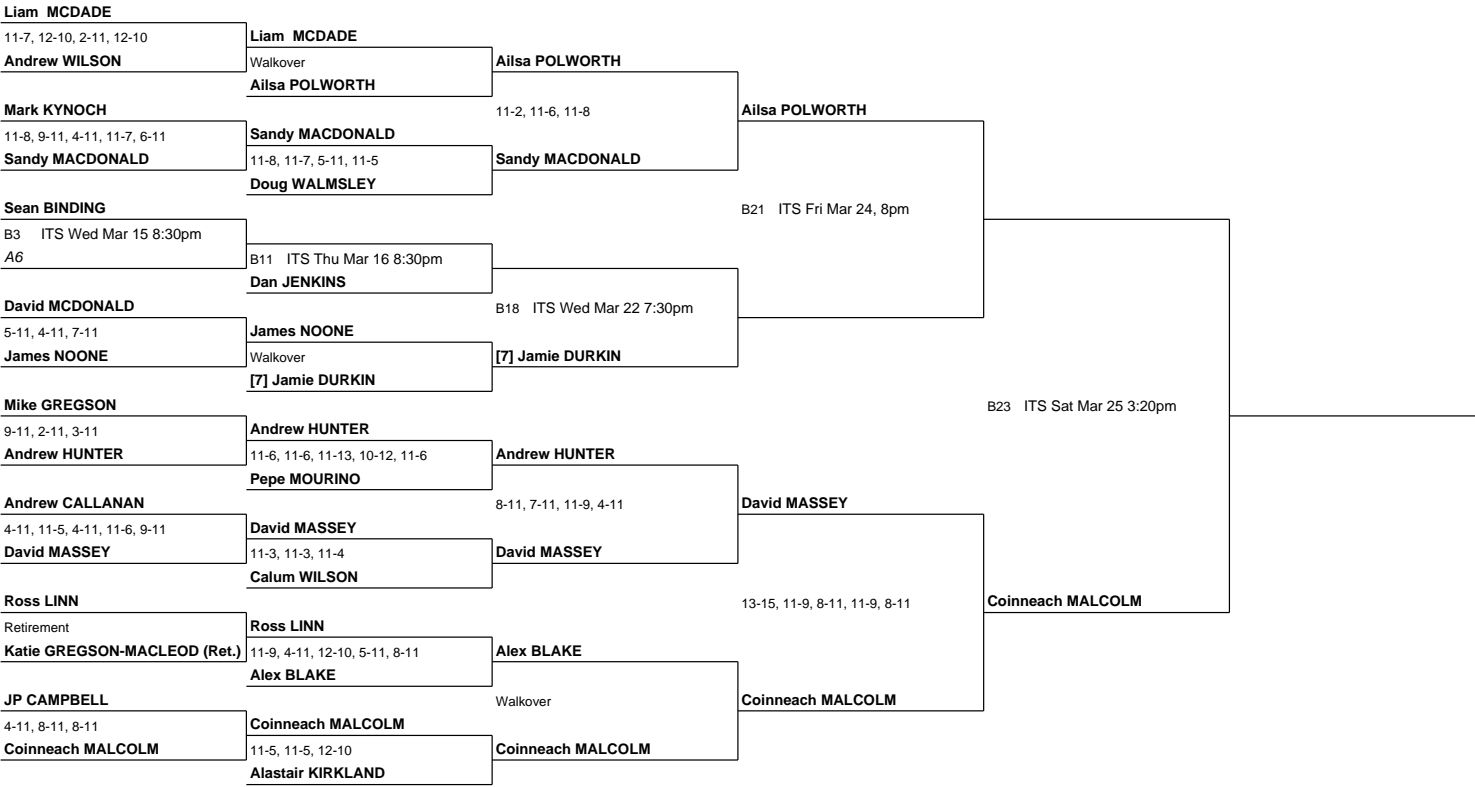 Liam MCDADE
11-7, 12-10, 2-11, 12-10
Andrew WILSON
Mark KYNOCH
11-8, 9-11, 4-11, 11-7, 6-11
Sandy MACDONALD
Sean BINDING
B3 ITS Wed Mar 15 8:30pm
A6
David MCDONALD
5-11, 4-11, 7-11
James NOONE
Mike GREGSON
9-11, 2-11, 3-11
Andrew HUNTER
Andrew CALLANAN
4-11, 11-5, 4-11, 11-6, 9-11
David MASSEY
Ross LINN
Retirement
Katie GREGSON-MACLEOD (Ret.)
JP CAMPBELL
4-11, 8-11, 8-11
Coinneach MALCOLM
Liam MCDADE
Walkover
Ailsa POLWORTH
Sandy MACDONALD
11-8, 11-7, 5-11, 11-5
Doug WALMSLEY
B11 ITS Thu Mar 16 8:30pm
Dan JENKINS
James NOONE
Walkover
[7] Jamie DURKIN
Andrew HUNTER
11-6, 11-6, 11-13, 10-12, 11-6
Pepe MOURINO
David MASSEY
11-3, 11-3, 11-4
Calum WILSON
Ross LINN
11-9, 4-11, 12-10, 5-11, 8-11
Alex BLAKE
Coinneach MALCOLM
11-5, 11-5, 12-10
Alastair KIRKLAND
Ailsa POLWORTH
11-2, 11-6, 11-8
Sandy MACDONALD
B18 ITS Wed Mar 22 7:30pm
[7] Jamie DURKIN
Andrew HUNTER
8-11, 7-11, 11-9, 4-11
David MASSEY
Alex BLAKE
Walkover
Coinneach MALCOLM
Ailsa POLWORTH
B21 ITS Fri Mar 24, 8pm
David MASSEY
13-15, 11-9, 8-11, 11-9, 8-11
Coinneach MALCOLM
B23 ITS Sat Mar 25 3:20pm
Coinneach MALCOLM